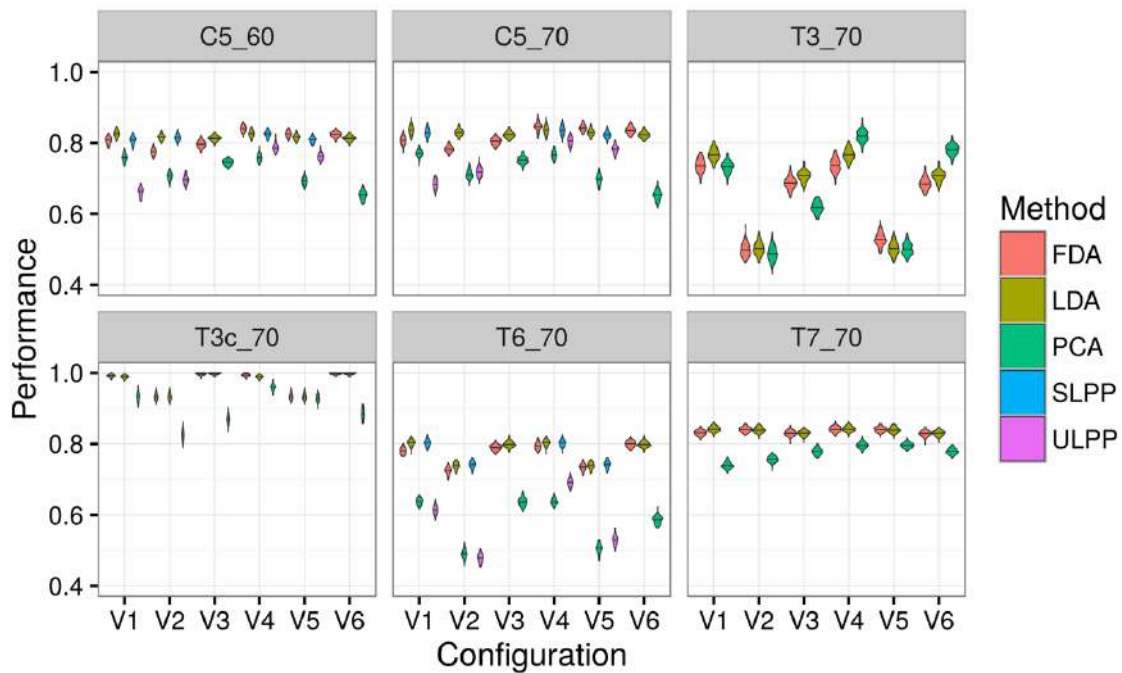 C5_60 C5_70 T3_70
1.0
0.8
0.6
0.4
T3c_70 T6_70 T7_70
1.0
0.8
0.6
0.4
V1 V2 V3 V4 V5 V6 V1 V2 V3 V4 V5 V6 V1 V2 V3 V4 V5 V6
Configuration
Performance
Method
FDA
LDA
PCA
SLPP
ULPP